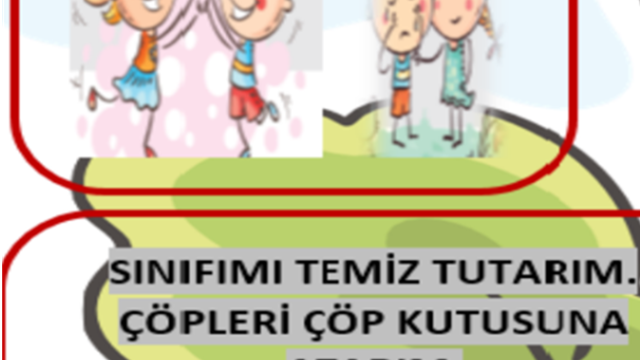 SINIFIMI TEMİZ TUTARIM.
ÇÖPLERİ ÇÖP KUTUSUNA